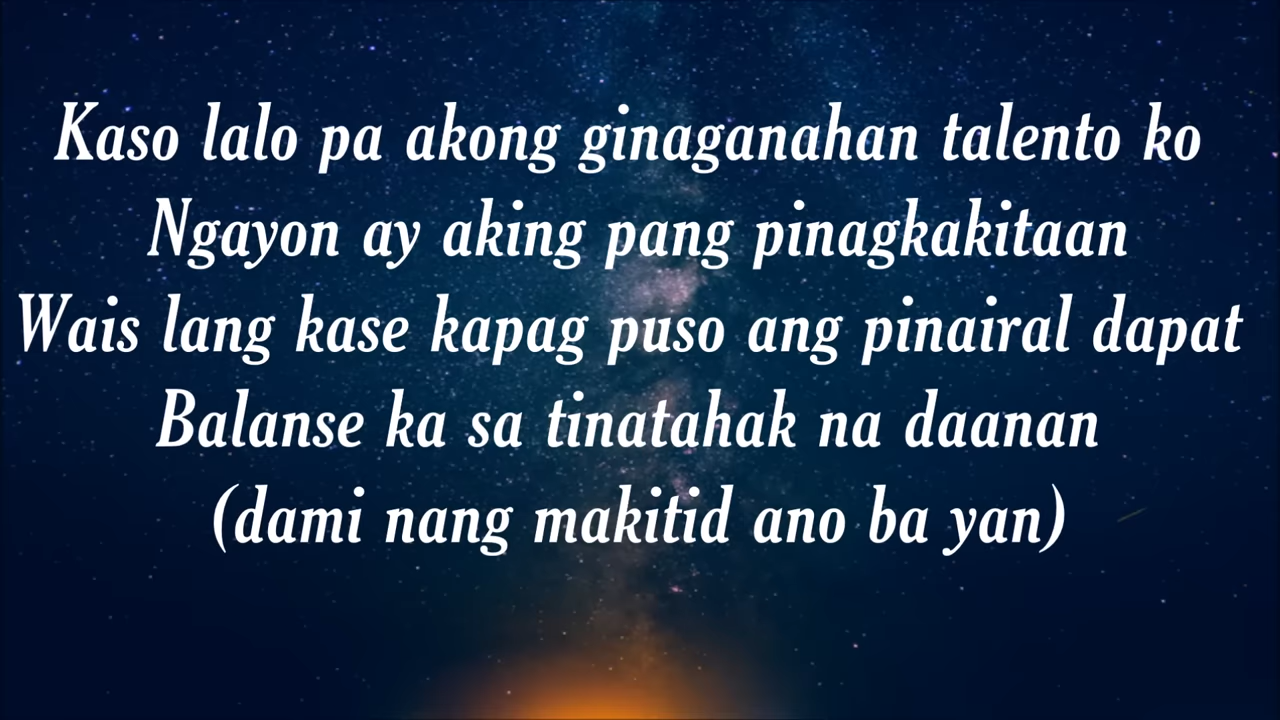 Kaso lalo pa akong ginaganahan talento ko
Ngayon ay aking pang pinagkakitaan
Wais lang kase kapag puso ang pinairal dapat
Balanse ka sa tinatahak na daanan
(dami nang makitid ano ba yan)